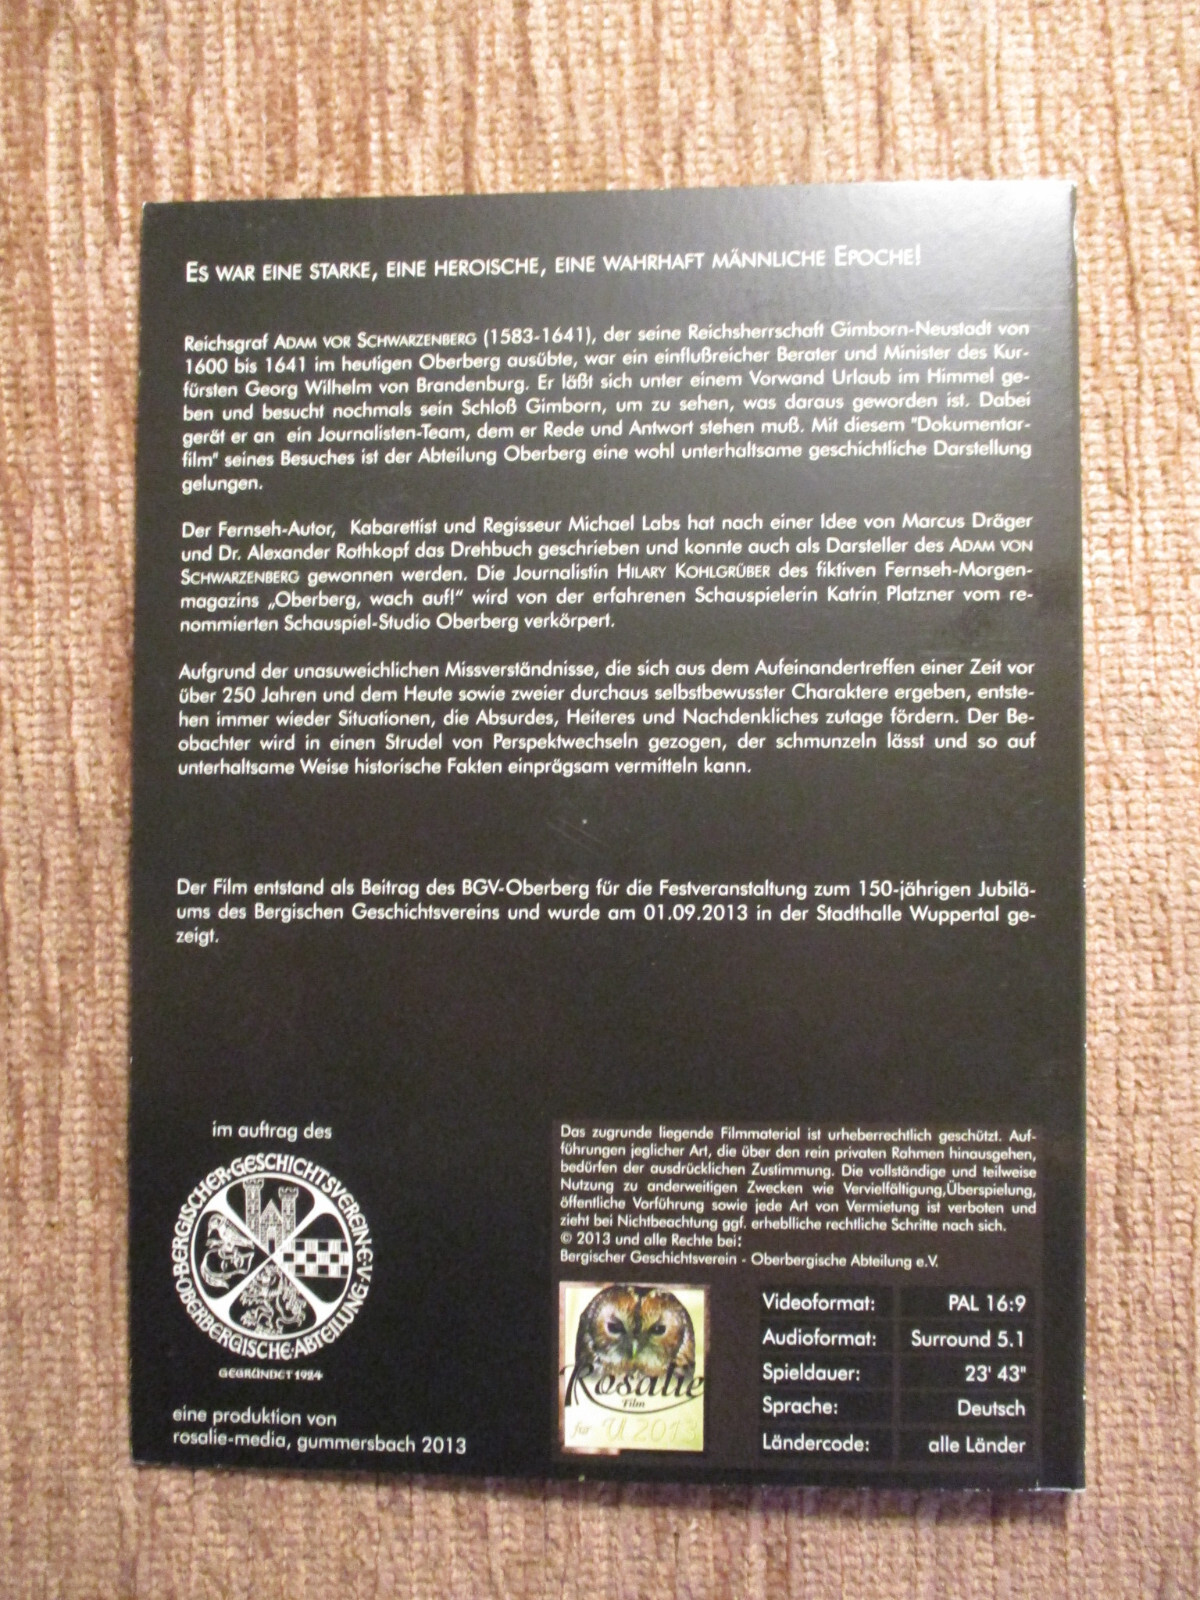 Es war eine starke, eine heroische, eine wahrhaft männliche Epoche!
Reichsgraf Adam vor Schwarzenberg (1583-1641), der seine Reichsherrschaft Gimborn-Neustadt von
1600 bis 1641 im heutigen Oberberg ausübte, war ein einflußreicher Berater und Minister des Kur-
fürsten Georg Wilhelm von Brandenburg. Er läßt sich unter einem Vorwand Urlaub im Himmel ge-
ben und besucht nochmals sein Schloß Gimborn, um zu sehen, was daraus geworden ist. Dabei
gerät er an ein Journalisten-Team, dem er Rede und Antwort stehen muß. Mit diesem "Dokumentar-
film" seines Besuches ist der Abteilung Oberberg eine wohl unterhaltsame geschichtliche Darstellung
gelungen.
Der Fernseh-Autor, Kabarettist und Regisseur Michael Labs hat nach einer Idee von Marcus Dräger
und Dr. Alexander Rothkopf das Drehbuch geschrieben und konnte auch als Darsteller des Adam von
Schwarzenberg gewonnen werden. Die Journalistin Hilary Kohlgrüber des fiktiven Fernseh-Morgen-
magazins „Oberberg, wach auf!“ wird von der erfahrenen Schauspielerin Katrin Platzner vom re-
nommierten Schauspiel-Studio Oberberg verkörpert.
Aufgrund der unasuweichlichen Missverständnisse, die sich aus dem Aufeinandertreffen einer Zeit vor
über 250 Jahren und dem Heute sowie zweier durchaus selbstbewusster Charaktere ergeben, entste-
hen immer wieder Situationen, die Absurdes, Heiteres und Nachdenkliches zutage fördern. Der Be-
obachter wird in einen Strudel von Perspektwechseln gezogen, der schmunzeln lässt und so auf
unterhaltsame Weise historische Fakten einprägsam vermitteln kann.
Der Film entstand als Beitrag des BGV-Oberberg für die Festveranstaltung zum 150-jährigen Jubilä-
ums des Bergischen Geschichtsvereins und wurde am 01.09.2013 in der Stadthalle Wuppertal ge-
zeigt.
im auftrag des
BERGISCHER·GESCHICHTSVEREIN·E·V·
OBERBERGISCHE·ABTEILUNG
GEGRÜNDET 1924
eine produktion von
rosalie-media, gummersbach 2013
Das zugrunde liegende Filmmaterial ist urheberrechtlich geschützt. Auf-
führungen jeglicher Art, die über den rein privaten Rahmen hinausgehen,
bedürfen der ausdrücklichen Zustimmung. Die vollständige und teilweise
Nutzung zu anderweitigen Zwecken wie Vervielfältigung,Überspielung,
öffentliche Vorführung sowie jede Art von Vermietung ist verboten und
zieht bei Nichtbeachtung ggf. erheblliche rechtliche Schritte nach sich.
© 2013 und alle Rechte bei:
Bergischer Geschichtsverein - Oberbergische Abteilung e.V.
Rosalie
Film
für U 2013
Videoformat: PAL 16:9
Audioformat: Surround 5.1
Spieldauer: 23' 43"
Sprache: Deutsch
Ländercode: alle Länder